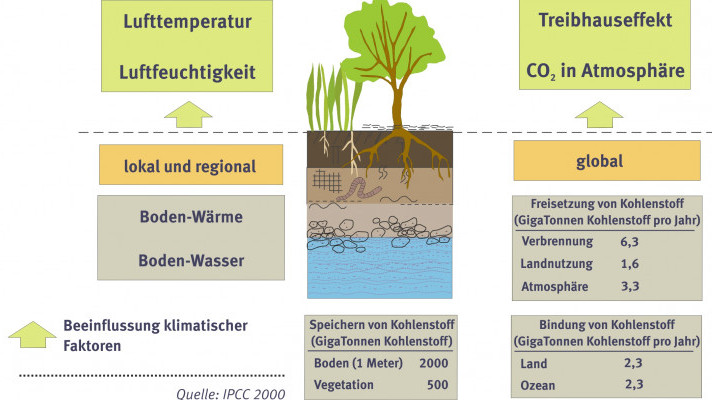 Lufttemperatur
Luftfeuchtigkeit
Treibhauseffekt
CO₂ in Atmosphäre
lokal und regional
global
Boden-Wärme
Boden-Wasser
Freisetzung von Kohlenstoff
(GigaTonnen Kohlenstoff pro Jahr)
Verbrennung 6,3
Landnutzung 1,6
Atmosphäre 3,3
Beeinflussung klimatischer
Faktoren
Quelle: IPCC 2000
Speichern von Kohlenstoff
(GigaTonnen Kohlenstoff)
Boden (1 Meter) 2000
Vegetation 500
Bindung von Kohlenstoff
(GigaTonnen Kohlenstoff pro Jahr)
Land 2,3
Ozean 2,3